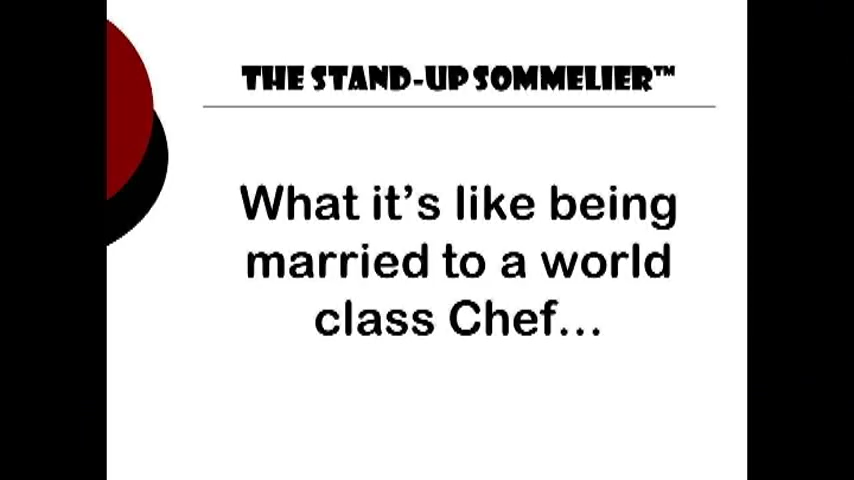 THE STAND-UP SOMMELIER™
What it’s like being
married to a world
class Chef...